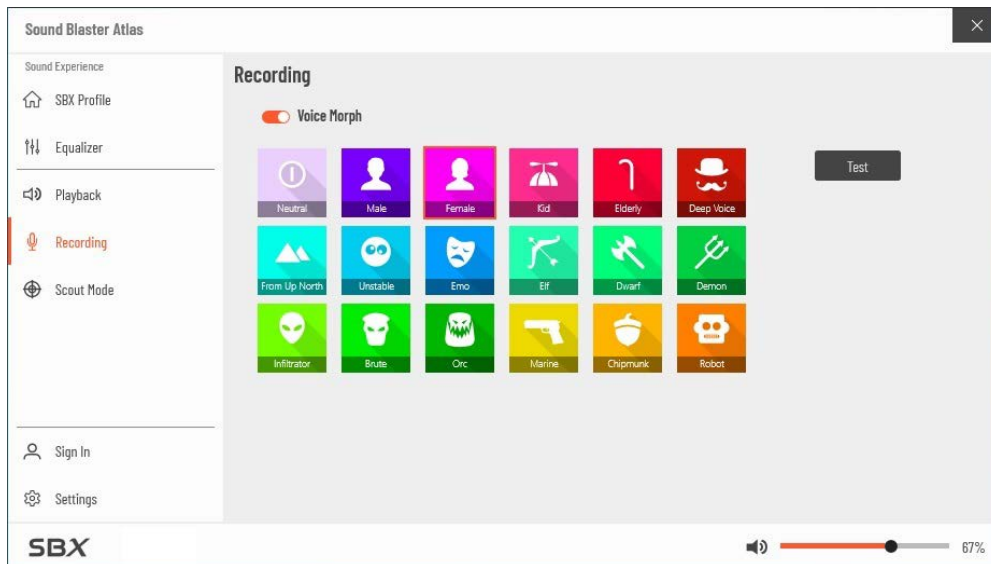 Sound Blaster Atlas
Sound Experience
SBX Profile
Equalizer
Playback
Recording
Scout Mode
Sign In
Settings
Recording
Voice Morph
Test
Neutral
Male
Female
Kid
Elderly
Deep Voice
From Up North
Unstable
Emo
Elf
Dwarf
Demon
Infiltrator
Brute
Orc
Marine
Chipmunk
Robot
SBX
67%